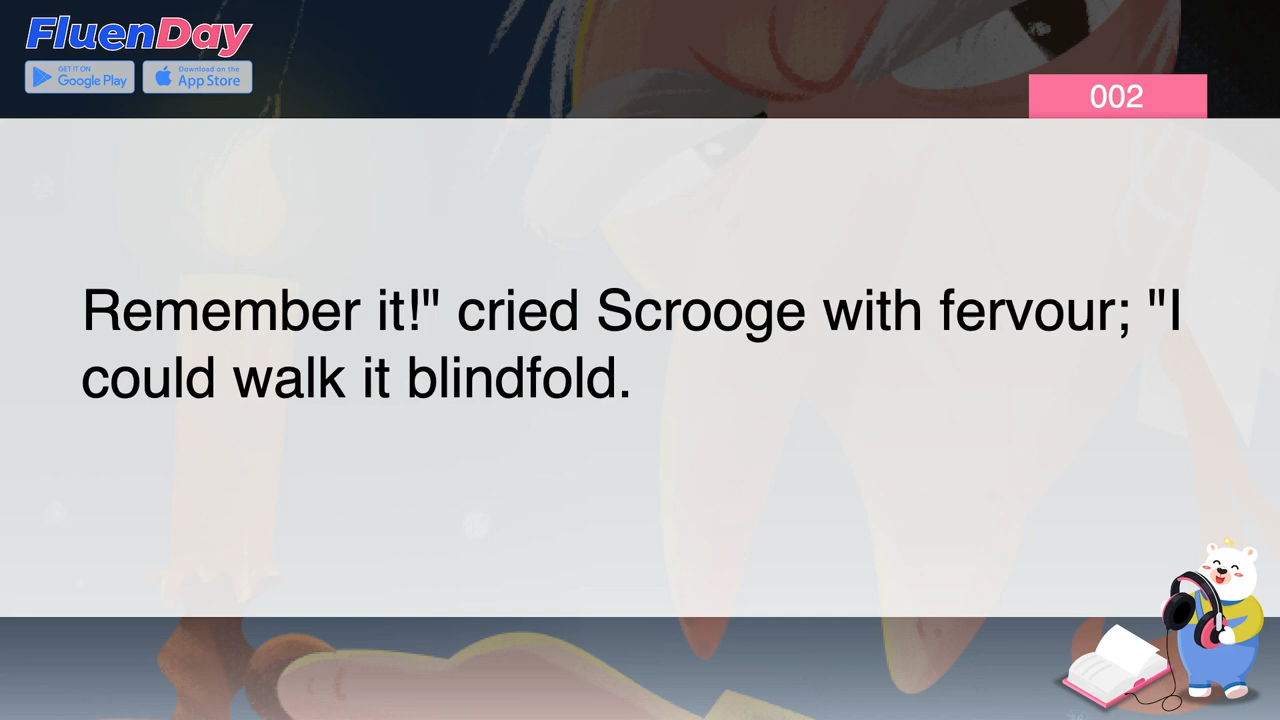 FluenDay
GET IT ON
Google Play
Download on the
App Store
002
Remember it!" cried Scrooge with fervour; "I
could walk it blindfold.